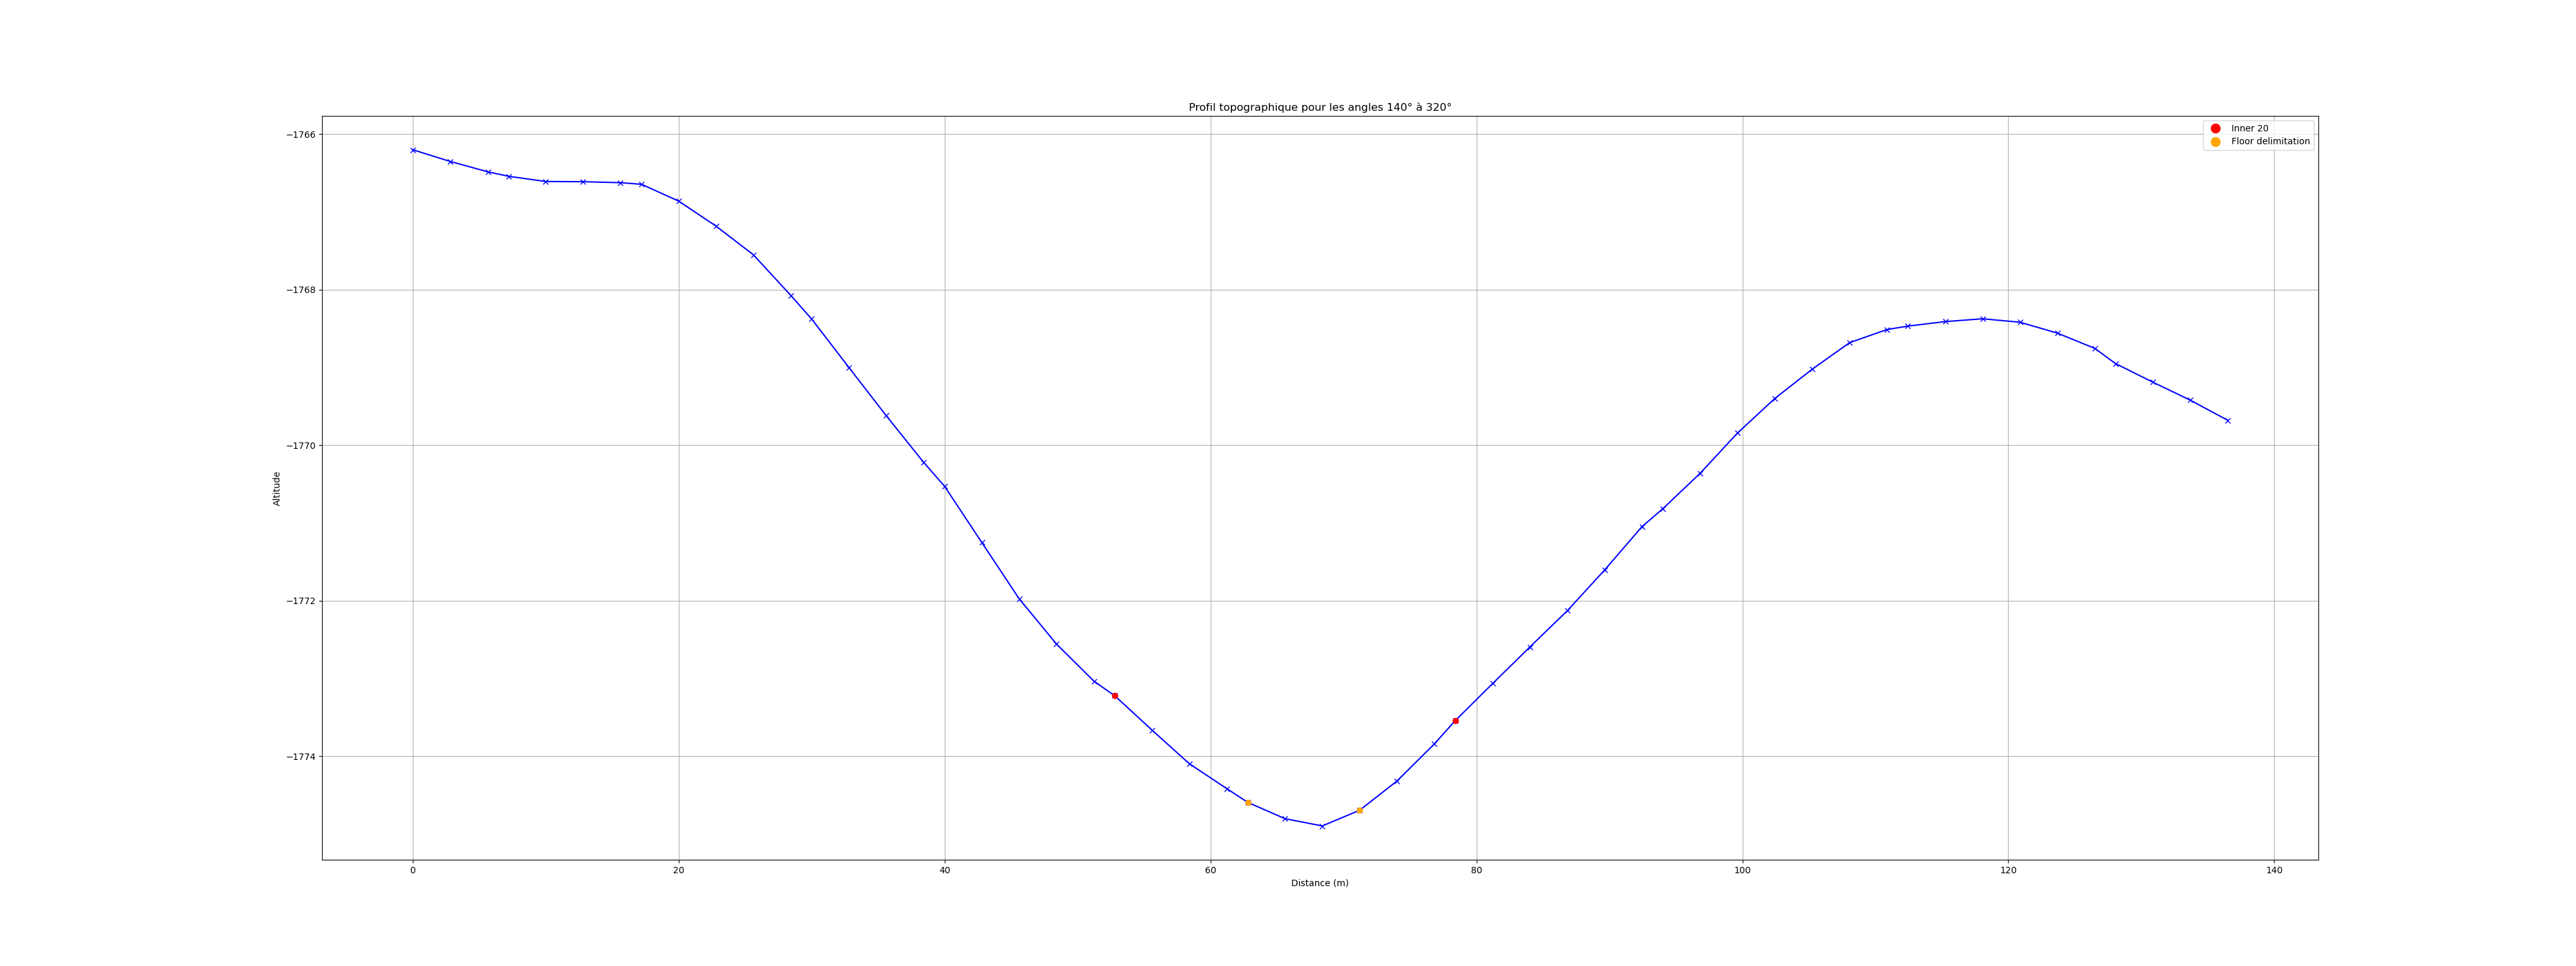 Profil topographique pour les angles 140° à 320°
Inner 20
Floor delimitation
−1766
−1768
−1770
−1772
−1774
Altitude
0 20 40 60 80 100 120 140
Distance (m)